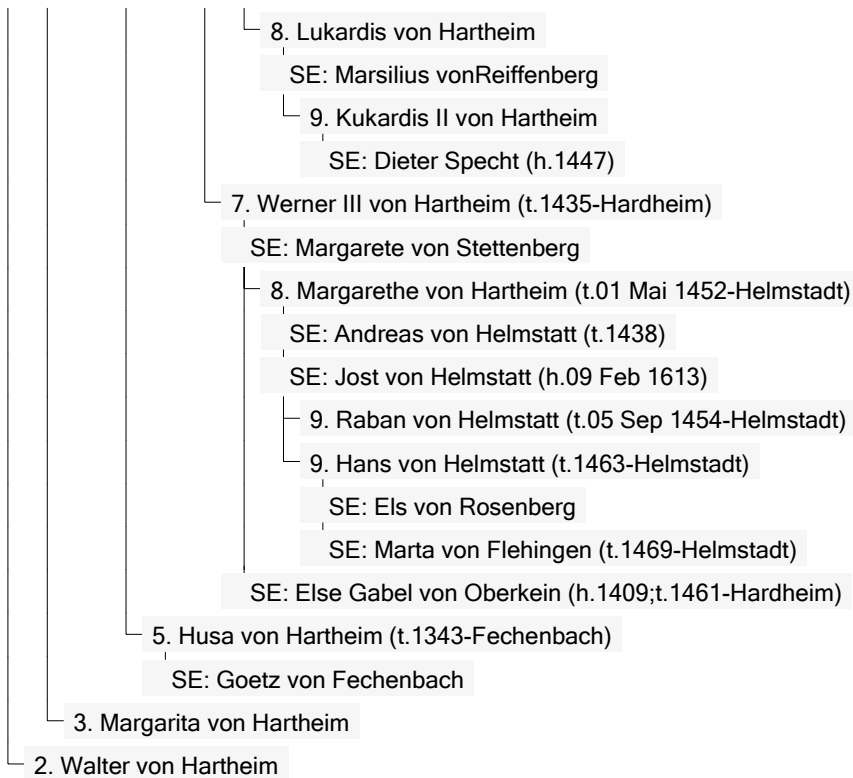 8. Lukardis von Hartheim
SE: Marsilius vonReiffenberg
9. Kukardis II von Hartheim
SE: Dieter Specht (h.1447)
7. Werner III von Hartheim (t.1435-Hardheim)
SE: Margarete von Stettenberg
8. Margarethe von Hartheim (t.01 Mai 1452-Helmstadt)
SE: Andreas von Helmstatt (t.1438)
SE: Jost von Helmstatt (h.09 Feb 1613)
9. Raban von Helmstatt (t.05 Sep 1454-Helmstadt)
9. Hans von Helmstatt (t.1463-Helmstadt)
SE: Els von Rosenberg
SE: Marta von Flehingen (t.1469-Helmstadt)
SE: Else Gabel von Oberkein (h.1409;t.1461-Hardheim)
5. Husa von Hartheim (t.1343-Fechenbach)
SE: Goetz von Fechenbach
3. Margarita von Hartheim
2. Walter von Hartheim